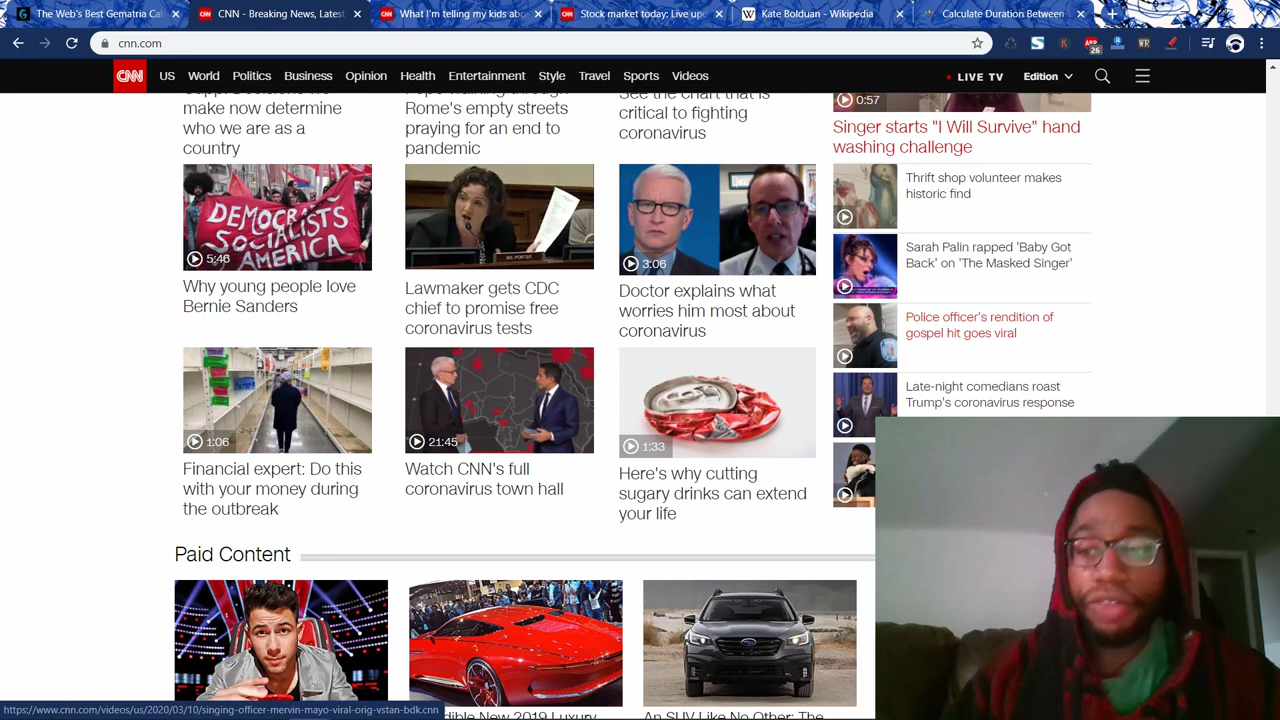 The Web's Best Gematria Cal
CNN - Breaking News, Latest
What I'm telling my kids abo
Stock market today: Live up
Kate Bolduan - Wikipedia
Calculate Duration Between
cnn.com
26
CNN
US World Politics Business Opinion Health Entertainment Style Travel Sports Videos
LIVE TV
Edition
make now determine
who we are as a
country
Rome's empty streets
praying for an end to
pandemic
See the chart that is
critical to fighting
coronavirus
0:57
Singer starts "I Will Survive" hand
washing challenge
Thrift shop volunteer makes
historic find
Sarah Palin rapped 'Baby Got
Back' on 'The Masked Singer'
Police officer's rendition of
gospel hit goes viral
Late-night comedians roast
Trump's coronavirus response
DEMOCRATIC
SOCIALISTS
AMERICA
5:46
Why young people love
Bernie Sanders
MS. PORTER
Lawmaker gets CDC
chief to promise free
coronavirus tests
3:06
Doctor explains what
worries him most about
coronavirus
1:06
Financial expert: Do this
with your money during
the outbreak
21:45
Watch CNN's full
coronavirus town hall
1:33
Here's why cutting
sugary drinks can extend
your life
Paid Content
New 2019 Luxury
An SUV Like No Other: The
https://www.cnn.com/videos/us/2020/03/10/singing-officer-mervin-mayo-viral-orig-vstan-bdk.cnn